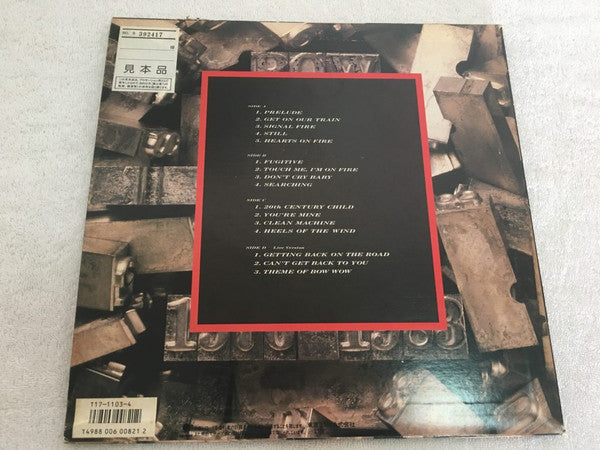 NO. B 392417
様
見本品
BOW
SIDE A
1. PRELUDE
2. GET ON OUR TRAIN
3. SIGNAL FIRE
4. STILL
5. HEARTS ON FIRE
SIDE B
1. FUGITIVE
2. TOUCH ME, I'M ON FIRE
3. DON'T CRY BABY
4. SEARCHING
SIDE C
1. 20th CENTURY CHILD
2. YOU'RE MINE
3. CLEAN MACHINE
4. HEELS OF THE WIND
SIDE D - Live Version
1. GETTING BACK ON THE ROAD
2. CAN'T GET BACK TO YOU
3. THEME OF BOW WOW
117-1103-4
T4988 006 00821 2